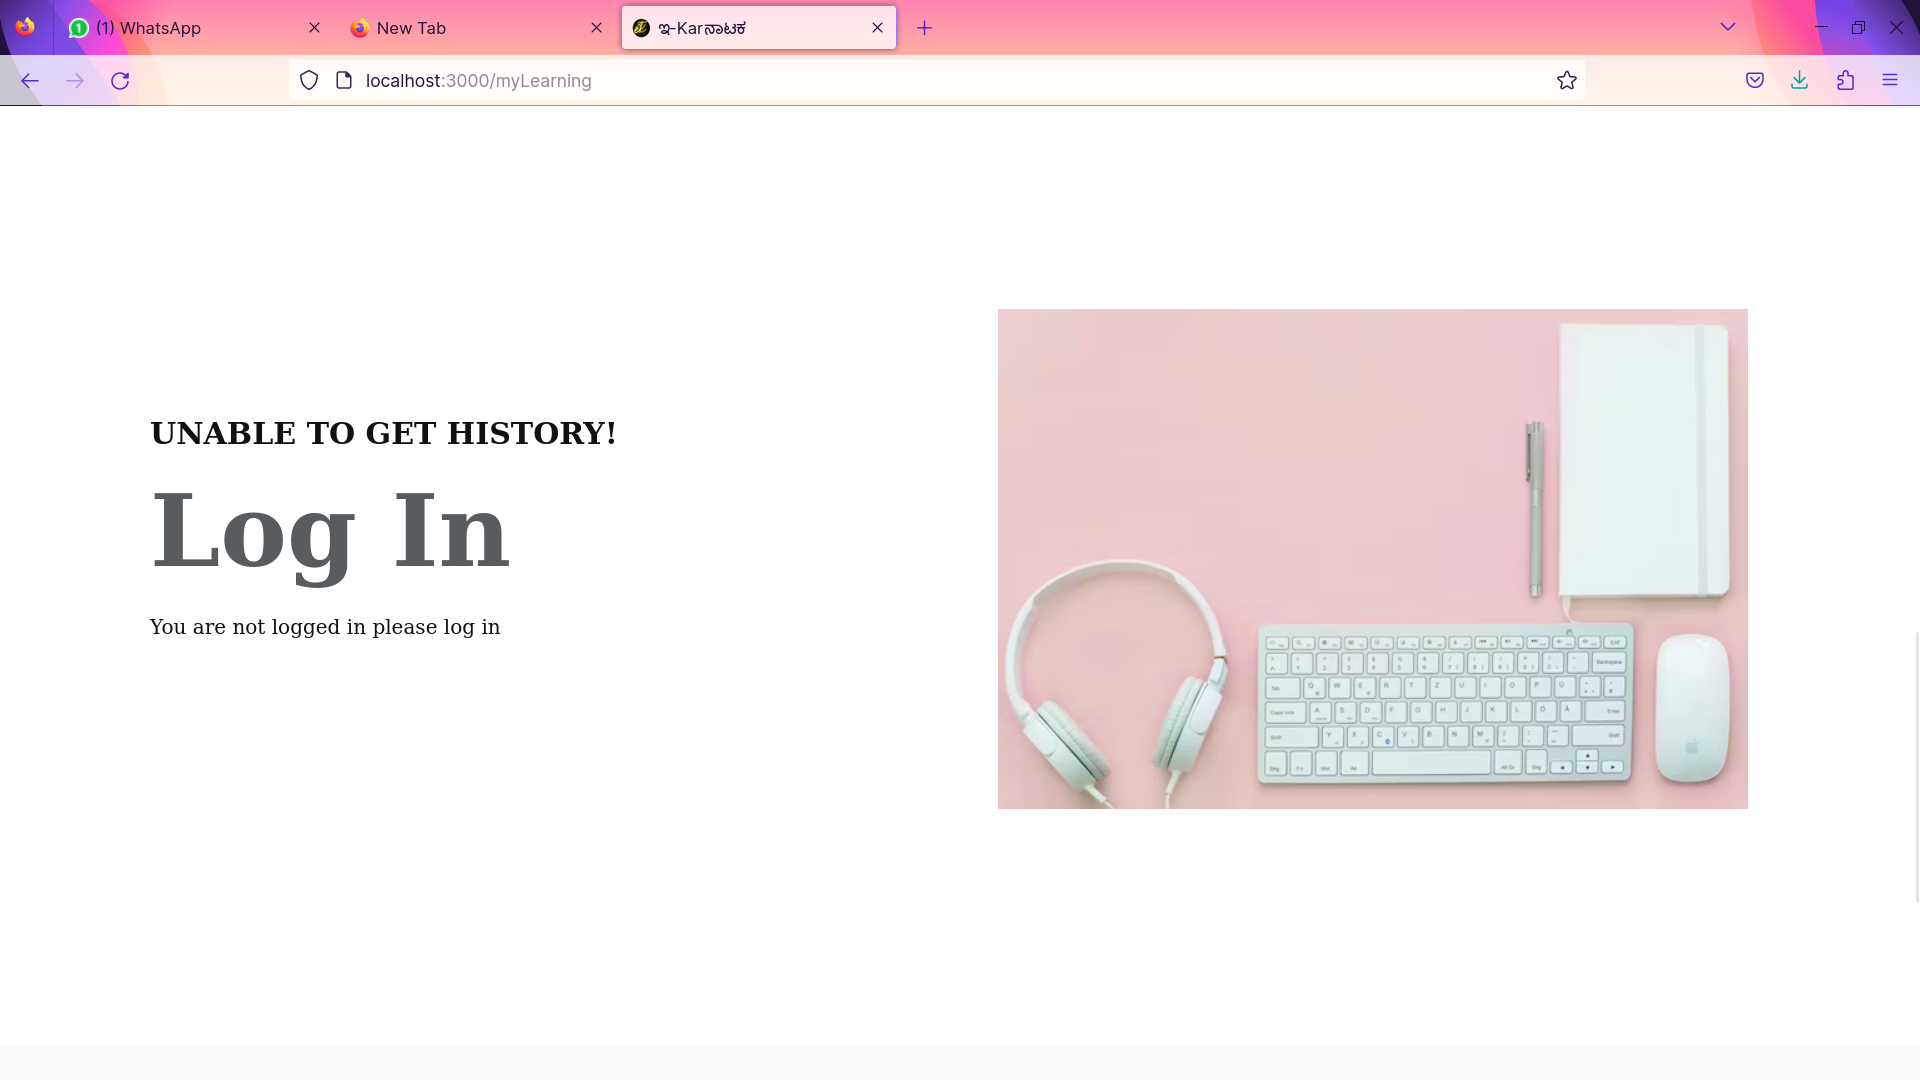 (1) WhatsApp
New Tab
ಇ-Karನಾಟಕ
localhost:3000/myLearning
UNABLE TO GET HISTORY!
Log In
You are not logged in please log in